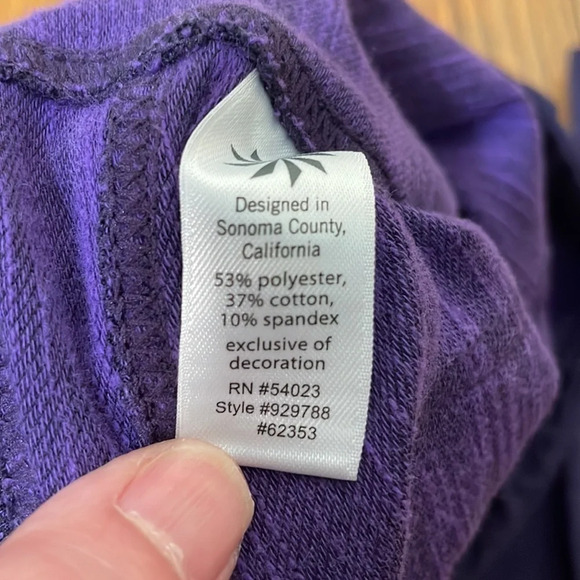 Designed in
Sonoma County,
California
53% polyester,
37% cotton,
10% spandex
exclusive of
decoration
RN #54023
Style #929788
#62353